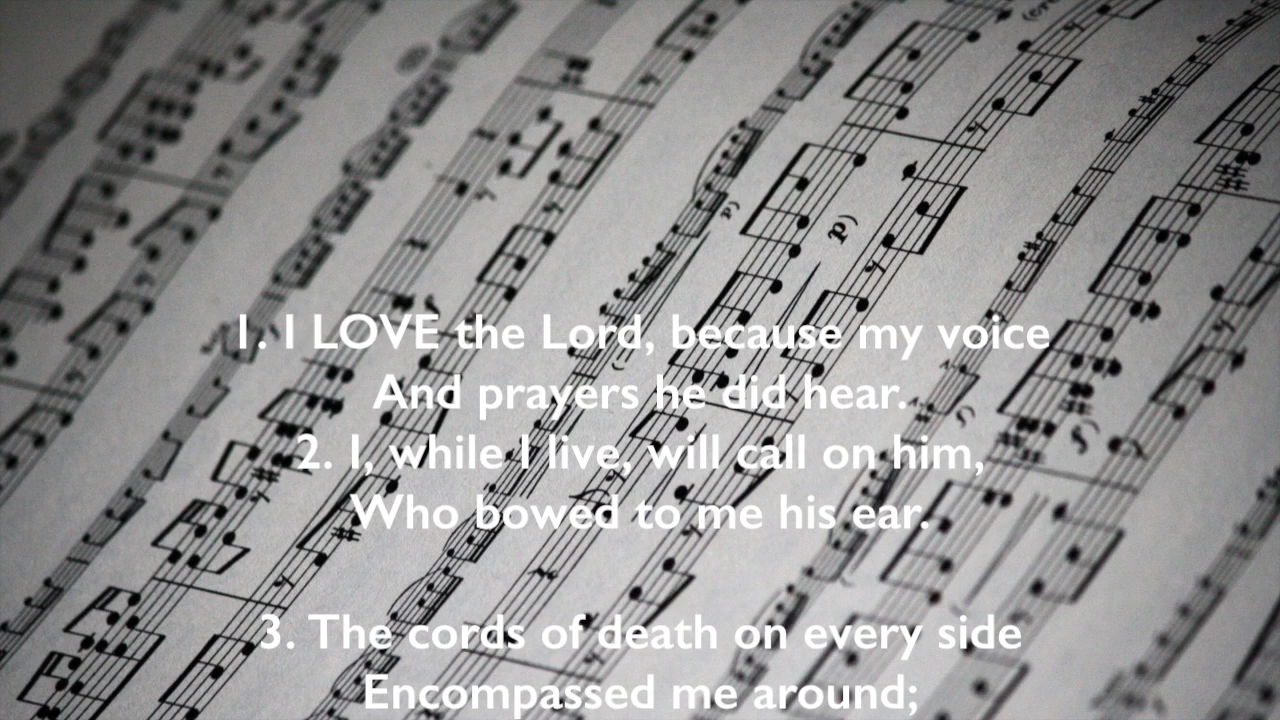 1. I LOVE the Lord, because my voice
And prayers he did hear.
2. I, while I live, will call on him,
Who bowed to me his ear.
3. The cords of death on every side
Encompassed me around;